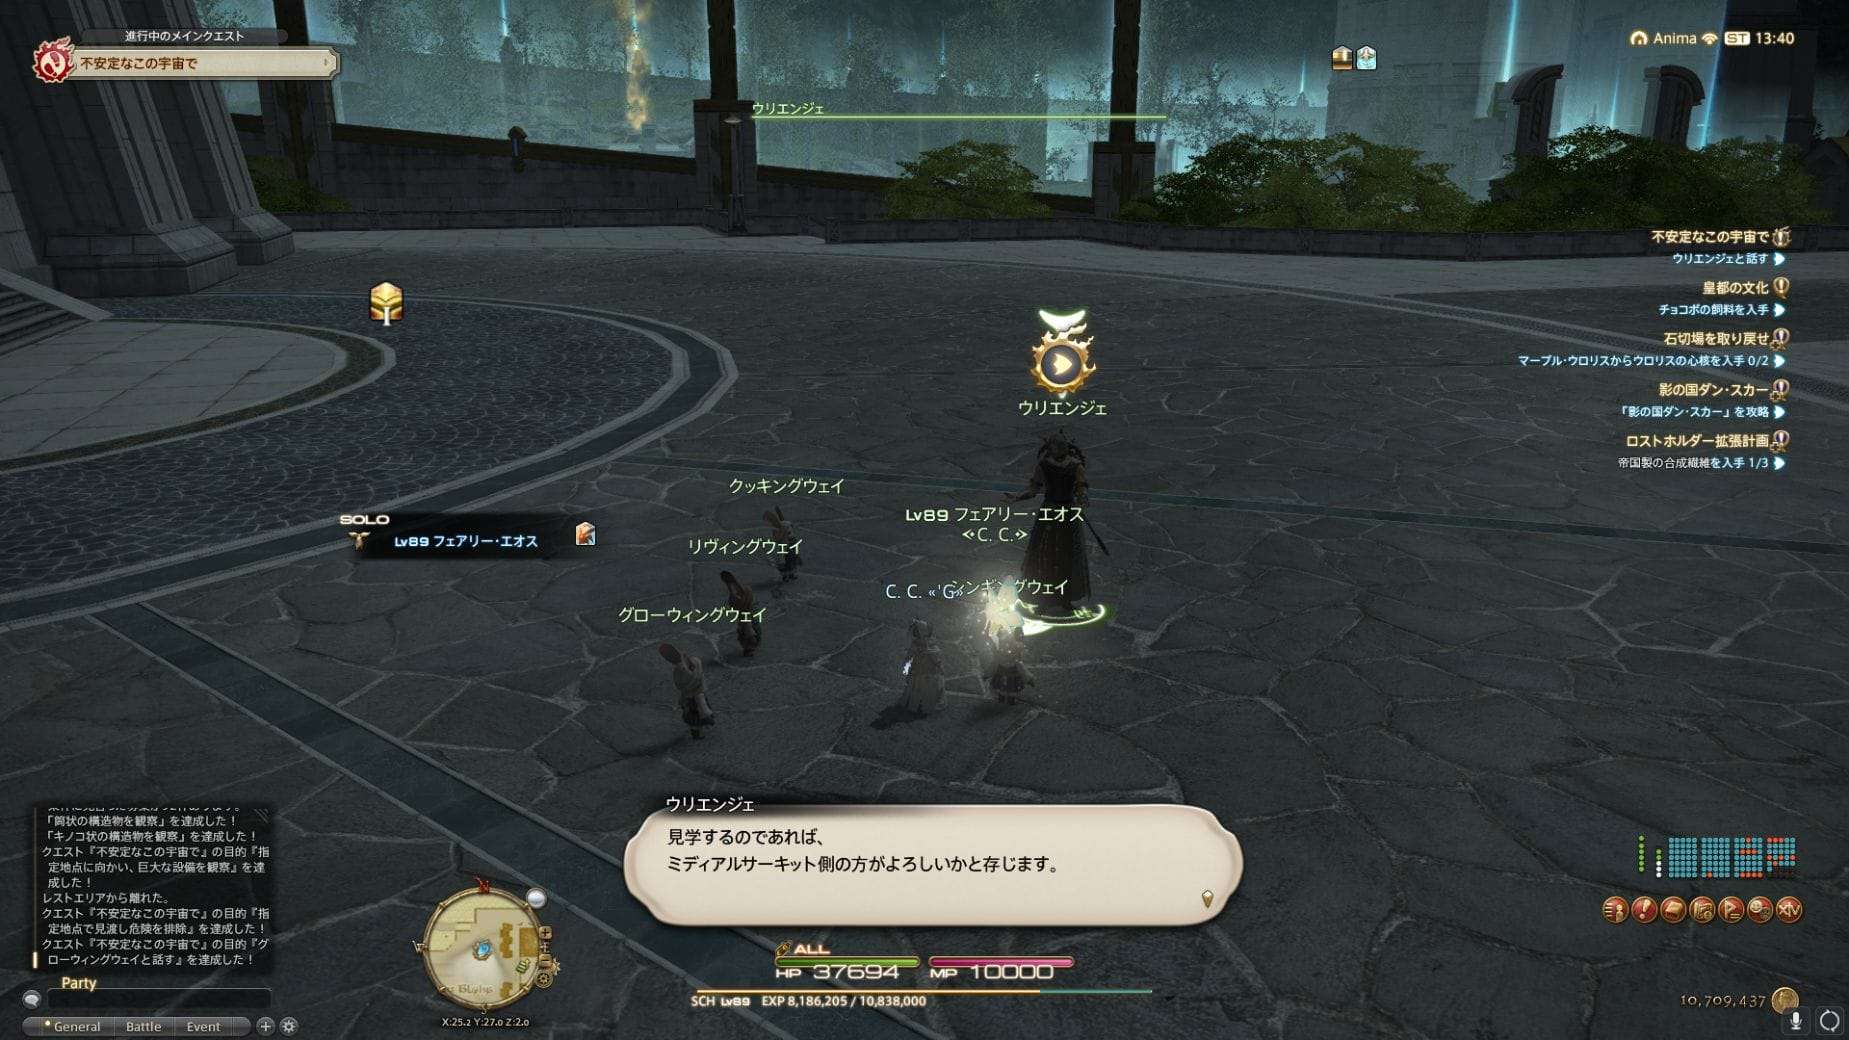 進行中のメインクエスト
不安定なこの宇宙で
Anima ST 13:40
ウリエンジェ
不安定なこの宇宙で
ウリエンジェと話す
皇都の文化
チョコボの飼料を入手
石切場を取り戻せ
マーブル・ウロリスからウロリスの心核を入手 0/2
影の国ダン・スカー
「影の国ダン・スカー」を攻略
ロストホルダー拡張計画
帝国製の合成繊維を入手 1/3
ウリエンジェ
クッキングウェイ
Lv89 フェアリー・エオス
«C. C.»
SOLO
Lv89 フェアリー・エオス
リヴィングウェイ
C. C. «'G»
シンギングウェイ
グローウィングウェイ
ウリエンジェ
見学するのであれば、
ミディアルサーキット側の方がよろしいかと存じます。
「筒状の構造物を観察」を達成した！
「キノコ状の構造物を観察」を達成した！
クエスト『不安定なこの宇宙で』の目的『指
定地点に向かい、巨大な設備を観察』を達
成した！
レストエリアから離れた。
クエスト『不安定なこの宇宙で』の目的『指
定地点で見渡し危険を排除』を達成した！
クエスト『不安定なこの宇宙で』の目的『グ
ローウィングウェイと話す』を達成した！
Party
General Battle Event
X:25.2 Y:27.0 Z:2.0
ALL
HP 37694 MP 10000
SCH Lv89 EXP 8,186,205 / 10,838,000
XIV
10,709,437